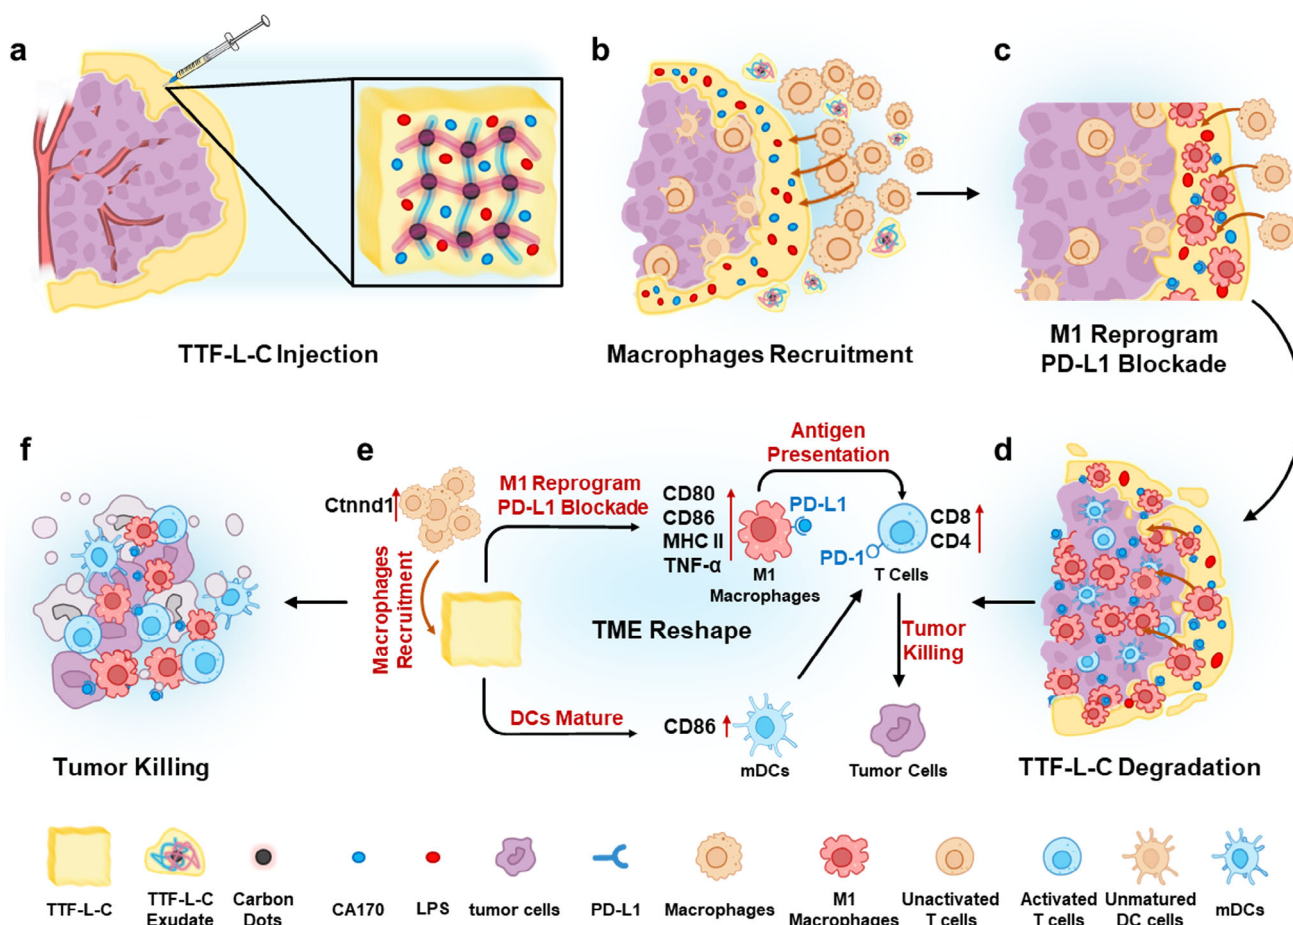 a
TTF-L-C Injection
b
Macrophages Recruitment
c
M1 Reprogram
PD-L1 Blockade
f
Tumor Killing
e
Ctnnd1
Macrophages
Recruitment
M1 Reprogram
PD-L1 Blockade
CD80
CD86
MHC II
TNF-α
Antigen
Presentation
PD-L1
M1
Macrophages
PD-1
T Cells
CD8
CD4
TME Reshape
Tumor
Killing
DCs Mature
CD86
mDCs
Tumor Cells
d
TTF-L-C Degradation
TTF-L-C
TTF-L-C
Exudate
Carbon
Dots
CA170
LPS
tumor cells
PD-L1
Macrophages
M1
Macrophages
Unactivated
T cells
Activated
T cells
Unmatured
DC cells
mDCs